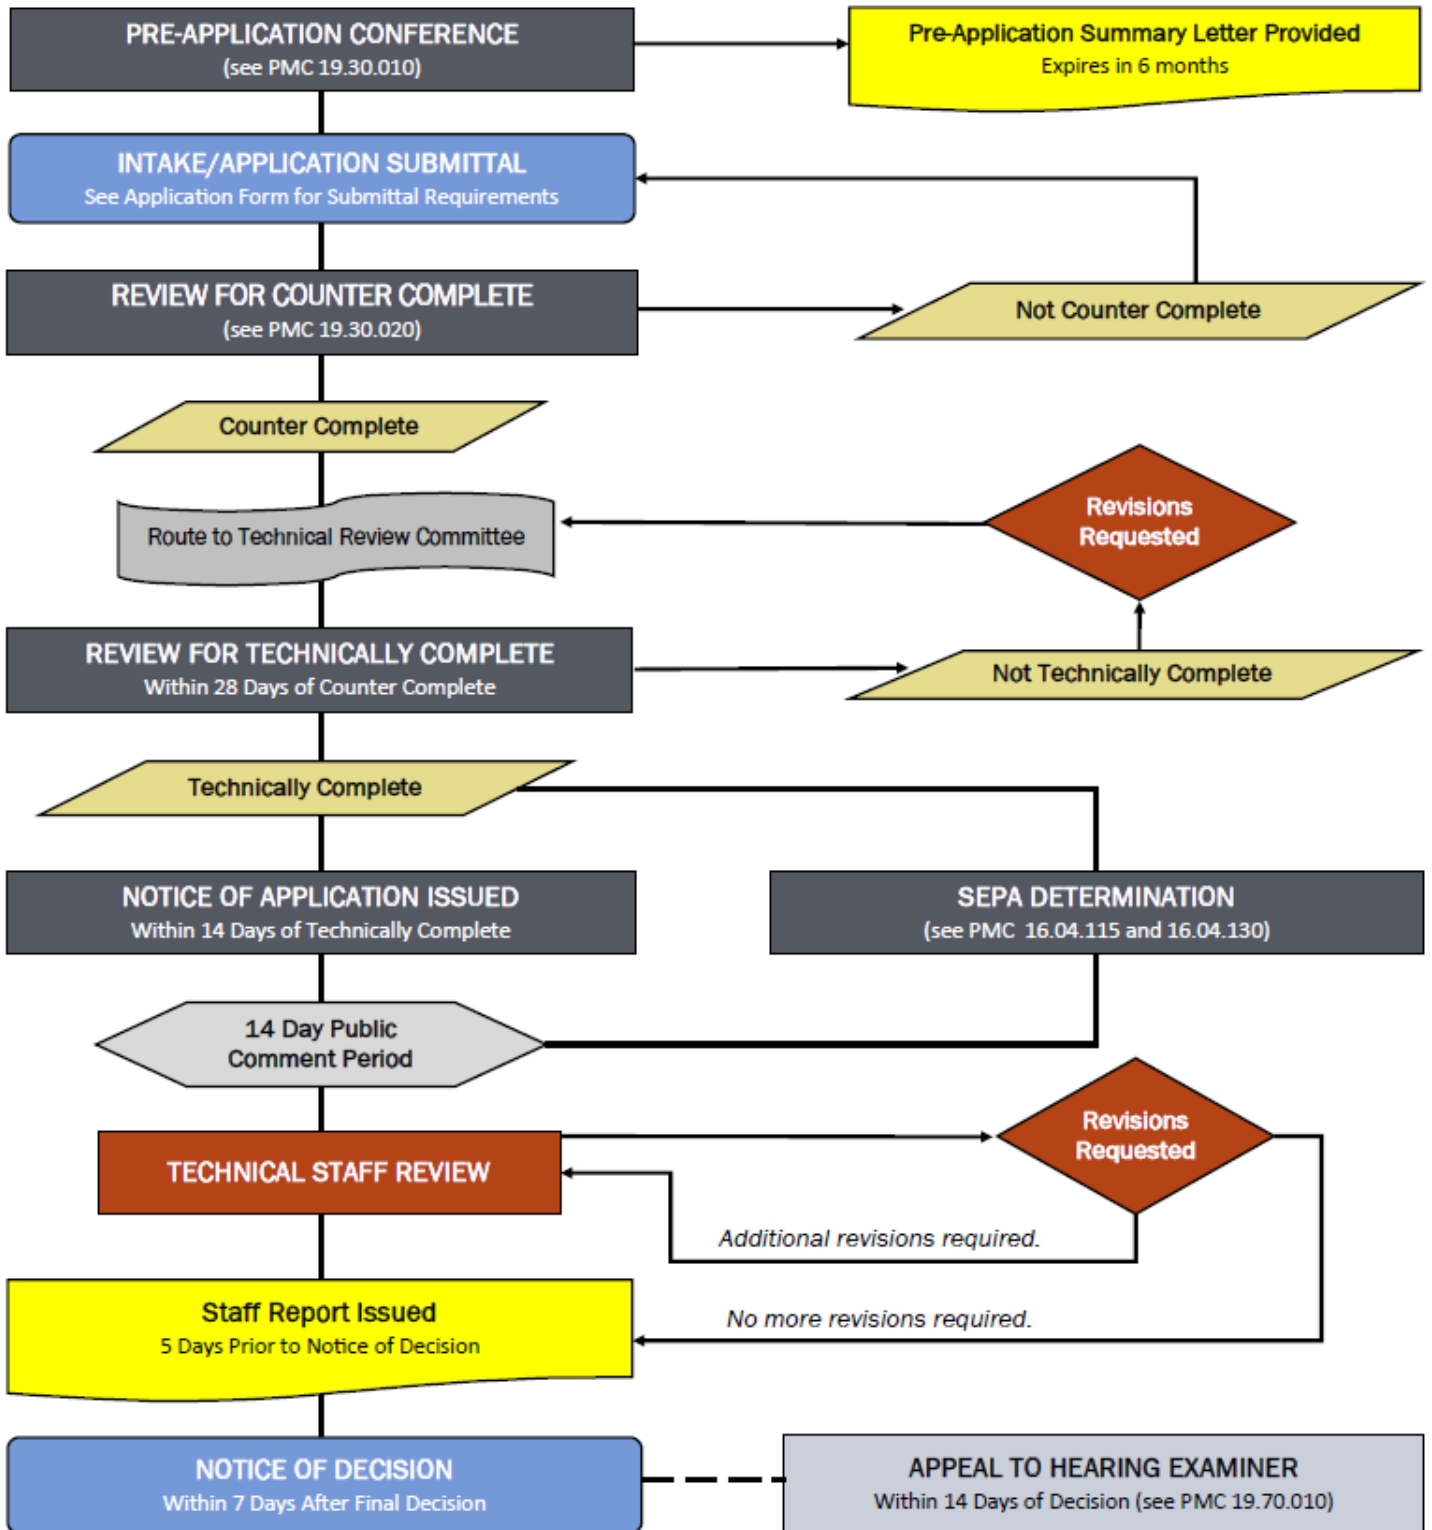 PRE-APPLICATION CONFERENCE
(see PMC 19.30.010)
Pre-Application Summary Letter Provided
Expires in 6 months
INTAKE/APPLICATION SUBMITTAL
See Application Form for Submittal Requirements
REVIEW FOR COUNTER COMPLETE
(see PMC 19.30.020)
Not Counter Complete
Counter Complete
Route to Technical Review Committee
Revisions
Requested
REVIEW FOR TECHNICALLY COMPLETE
Within 28 Days of Counter Complete
Not Technically Complete
Technically Complete
NOTICE OF APPLICATION ISSUED
Within 14 Days of Technically Complete
SEPA DETERMINATION
(see PMC 16.04.115 and 16.04.130)
14 Day Public
Comment Period
TECHNICAL STAFF REVIEW
Revisions
Requested
Additional revisions required.
No more revisions required.
Staff Report Issued
5 Days Prior to Notice of Decision
NOTICE OF DECISION
Within 7 Days After Final Decision
APPEAL TO HEARING EXAMINER
Within 14 Days of Decision (see PMC 19.70.010)